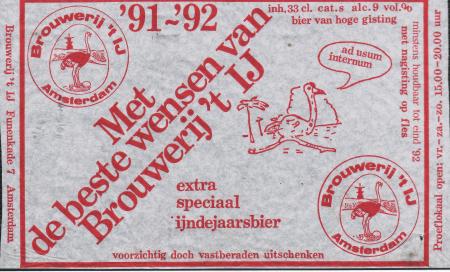 Brouwerij 't IJ Funenkade 7 Amsterdam
Brouwerij 't IJ
Amsterdam
'91-'92
inh.33 cl. cat.s alc.9 vol.%
bier van hoge gisting
ad usum
internum
Met
de beste wensen van
Brouwerij 't IJ
extra
speciaal
ijndejaarsbier
Brouwerij 't IJ
Amsterdam
voorzichtig doch vastberaden uitschenken
minstens houdbaar tot eind '92
met nagisting op fles
Proeflokaal open; vr.-za.-zo. 15.00-20.00 uur